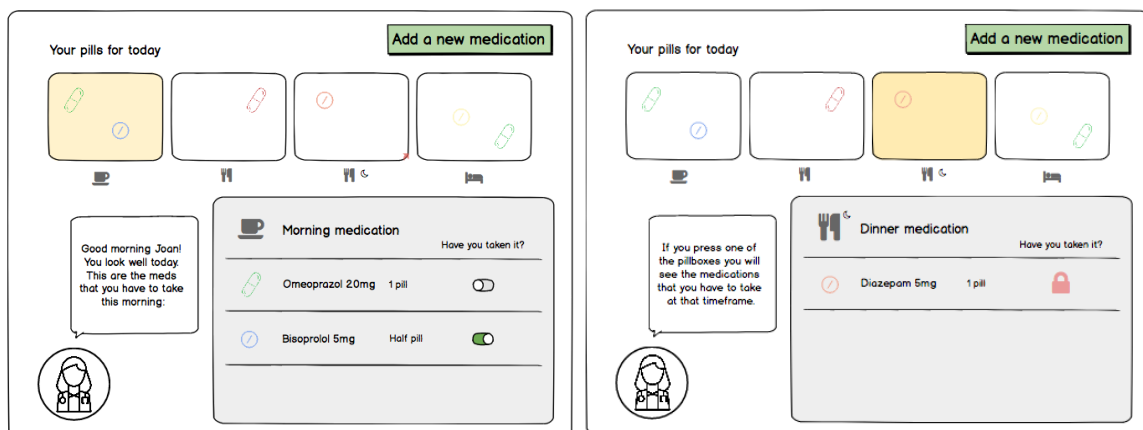 Your pills for today
Add a new medication
Good morning Joan!
You look well today.
This are the meds
that you have to take
this morning:
Morning medication
Have you taken it?
Omeoprazol 20mg 1 pill
Bisoprolol 5mg Half pill
Your pills for today
Add a new medication
If you press one of
the pillboxes you will
see the medications
that you have to take
at that timeframe.
Dinner medication
Have you taken it?
Diazepam 5mg 1 pill